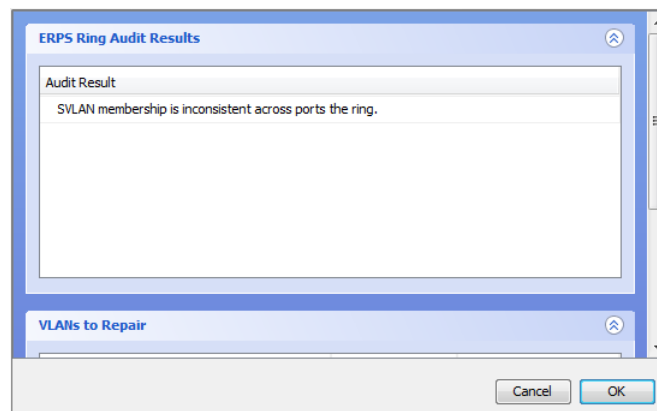 ERPS Ring Audit Results
Audit Result
SVLAN membership is inconsistent across ports the ring.
VLANs to Repair
Cancel
OK